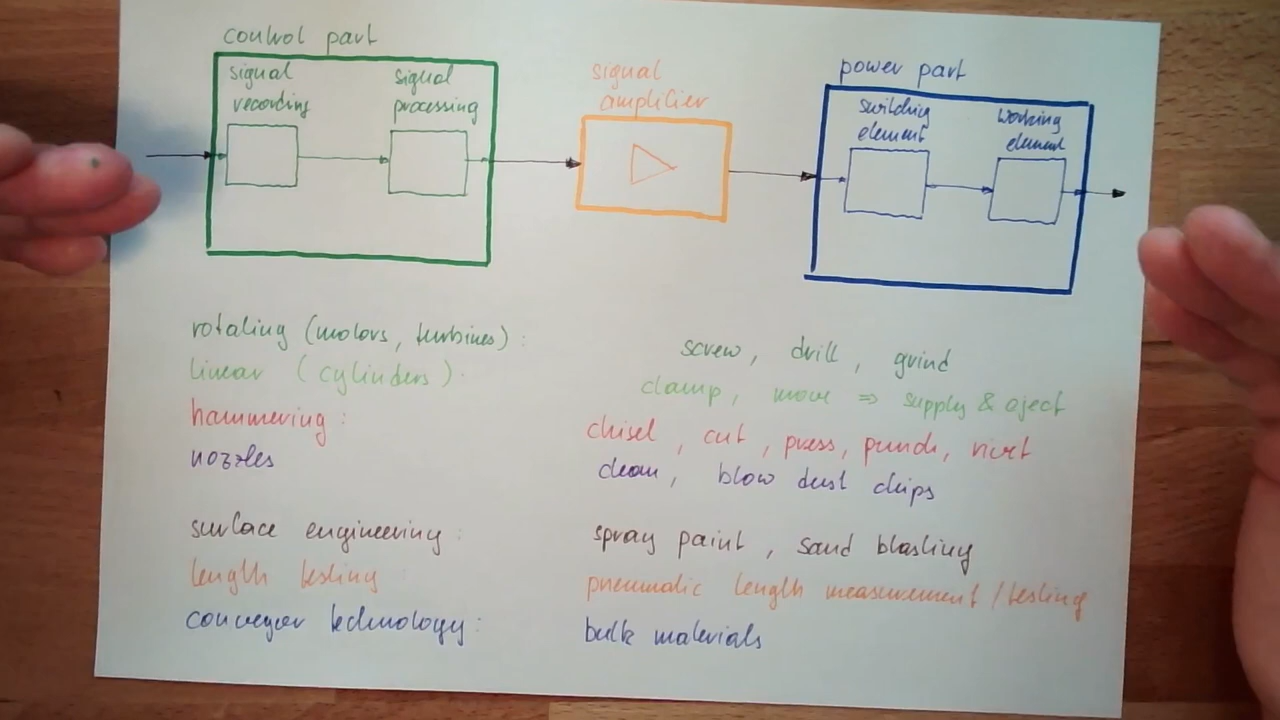 control part
signal recording
signal processing
signal amplifier
power part
switching element
working element
rotating (motors, turbines):
screw, drill, grind
linear (cylinders).
clamp, move ⇒ supply & eject
hammering:
chisel, cut, press, punch, rivet
nozzles
clean, blow dust chips
surface engineering:
spray paint, sand blasting
length testing
pneumatic length measurement / testing
conveyor technology:
bulk materials